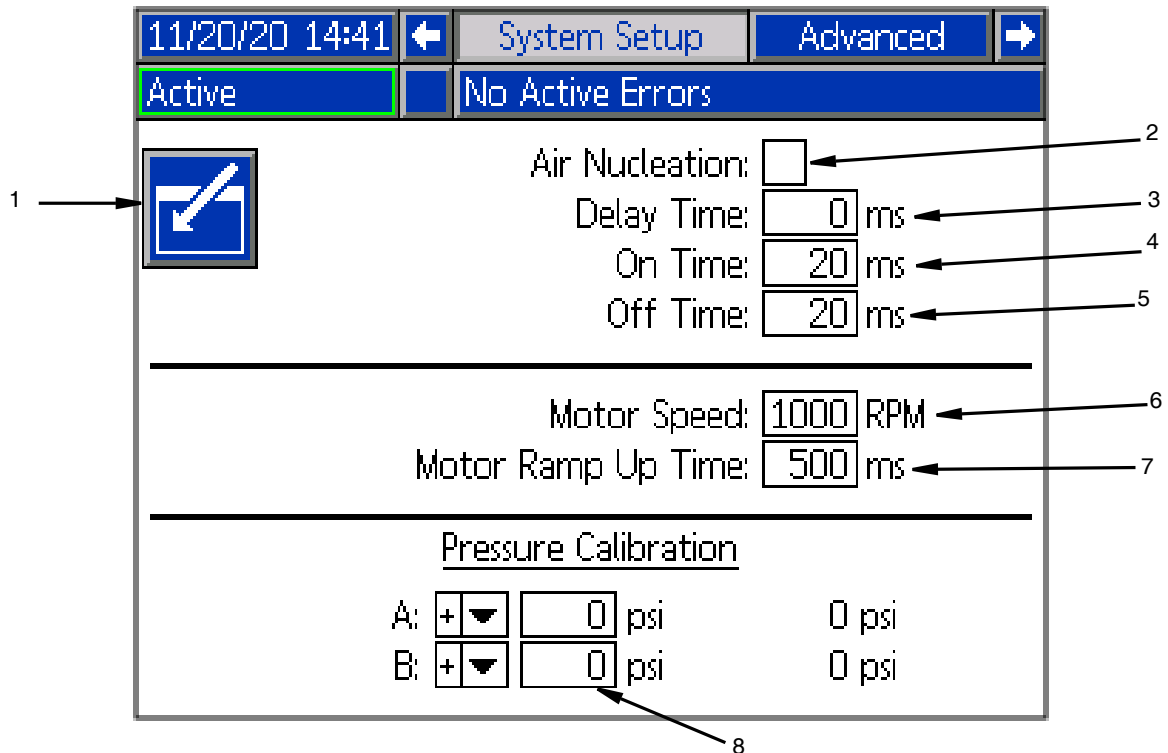 11/20/20 14:41 System Setup Advanced
Active No Active Errors
1
Air Nucleation: 2
Delay Time: 0 ms 3
On Time: 20 ms 4
Off Time: 20 ms 5
Motor Speed: 1000 RPM 6
Motor Ramp Up Time: 500 ms 7
Pressure Calibration
A: + 0 psi 0 psi
B: + 0 psi 0 psi
8